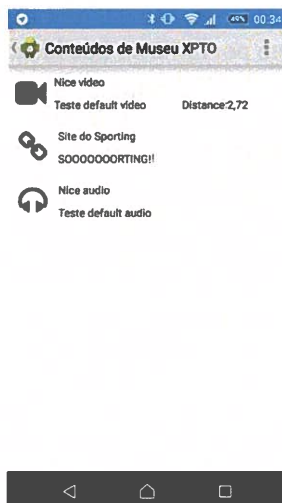 49% 00:34
Conteúdos de Museu XPTO
Nice video
Teste default video Distance:2,72
Site do Sporting
SOOOOOOORTING!!
Nice audio
Teste default audio